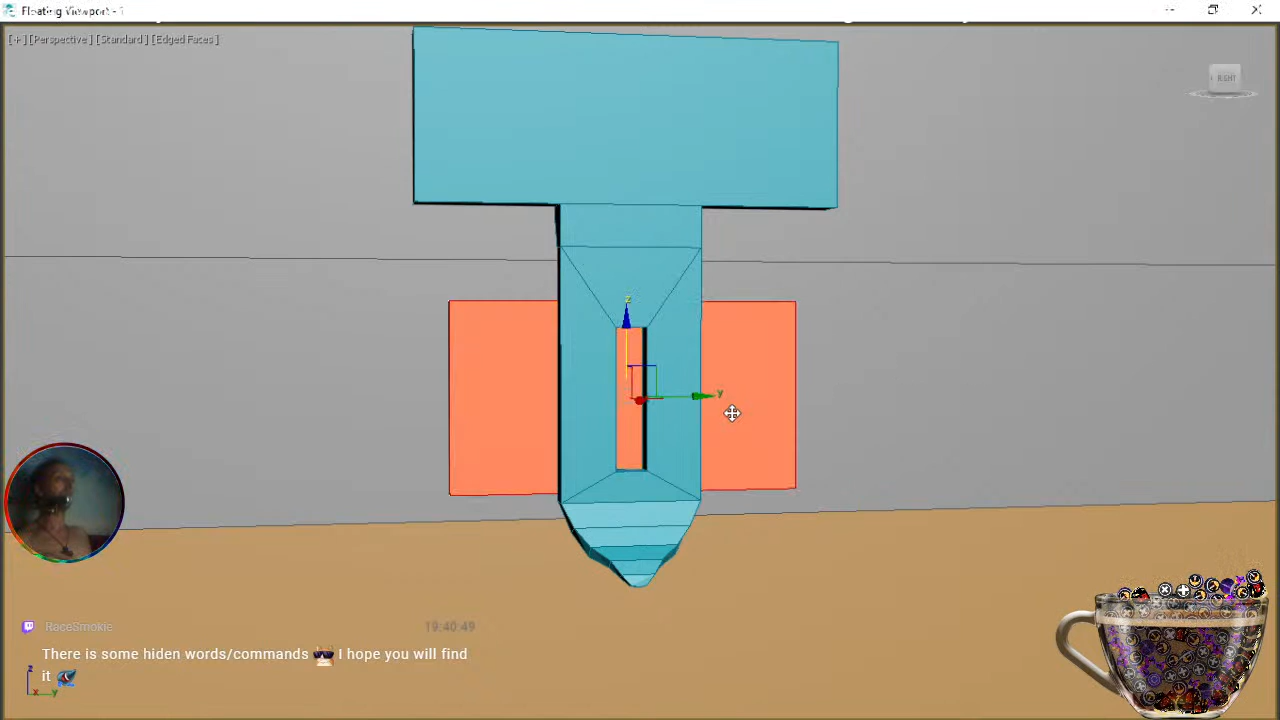 Floating Viewport - 1
[ + ] [Perspective ] [Standard ] [Edged Faces ]
RIGHT
z
y
RaceSmokie
19:40:49
There is some hiden words/commands I hope you will find
it
z
x y